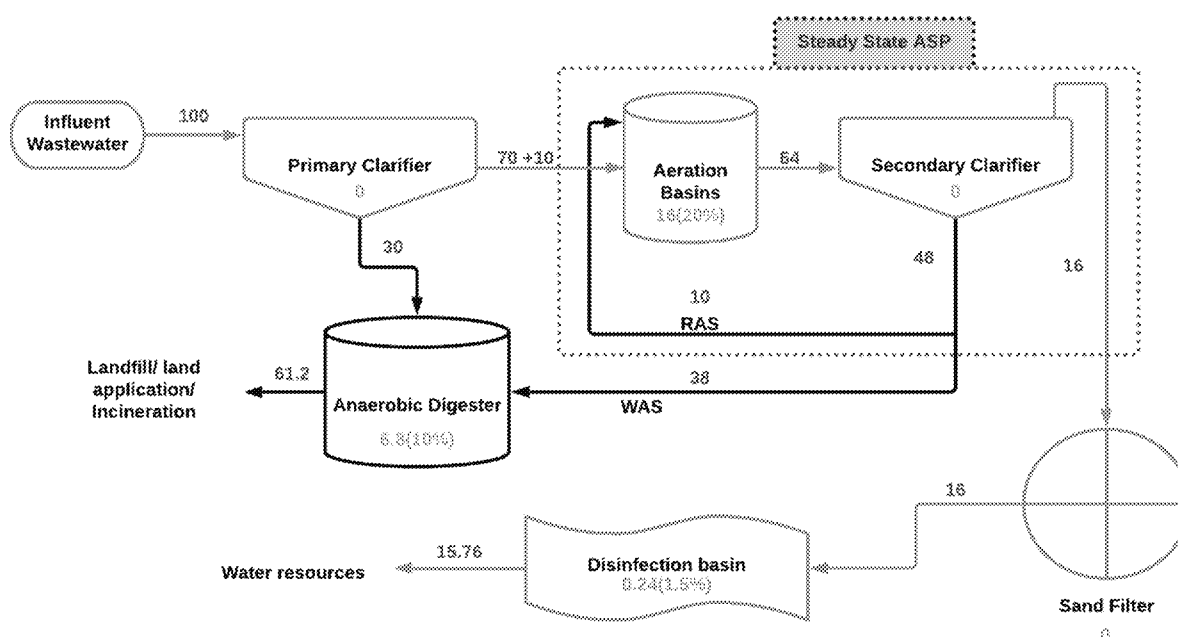 Steady State ASP
Influent
Wastewater
100
Primary Clarifier
0
70 +10
Aeration
Basins
16(20%)
64
Secondary Clarifier
0
30
48
16
10
RAS
38
WAS
Landfill/ land
application/
Incineration
61.2
Anaerobic Digester
6.8(10%)
16
15.76
Water resources
Disinfection basin
0.24(1.5%)
Sand Filter
0